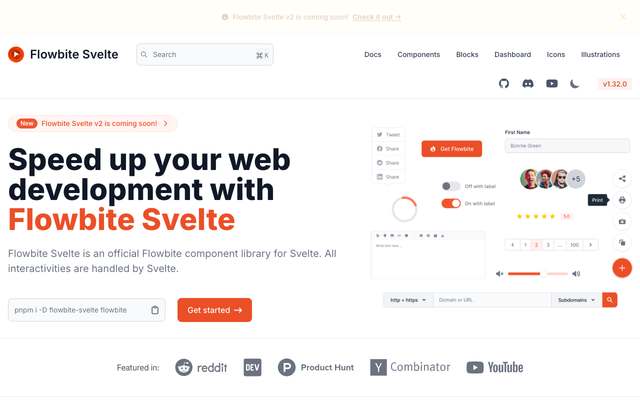 Flowbite Svelte v2 is coming soon! Check it out →
Flowbite Svelte
Search
⌘ K
Docs
Components
Blocks
Dashboard
Icons
Illustrations
v1.32.0
New Flowbite Svelte v2 is coming soon!
Speed up your web
development with
Flowbite Svelte
Flowbite Svelte is an official Flowbite component library for Svelte. All
interactivities are handled by Svelte.
pnpm i -D flowbite-svelte flowbite
Get started →
Tweet
Share
Share
Share
Get Flowbite
Off with label
On with label
First Name
Bonnie Green
+5
Print
5.0
1 2 3 ... 100
http + https
Domain or URL..
Subdomains
Featured in:
reddit
DEV
Product Hunt
Y Combinator
YouTube